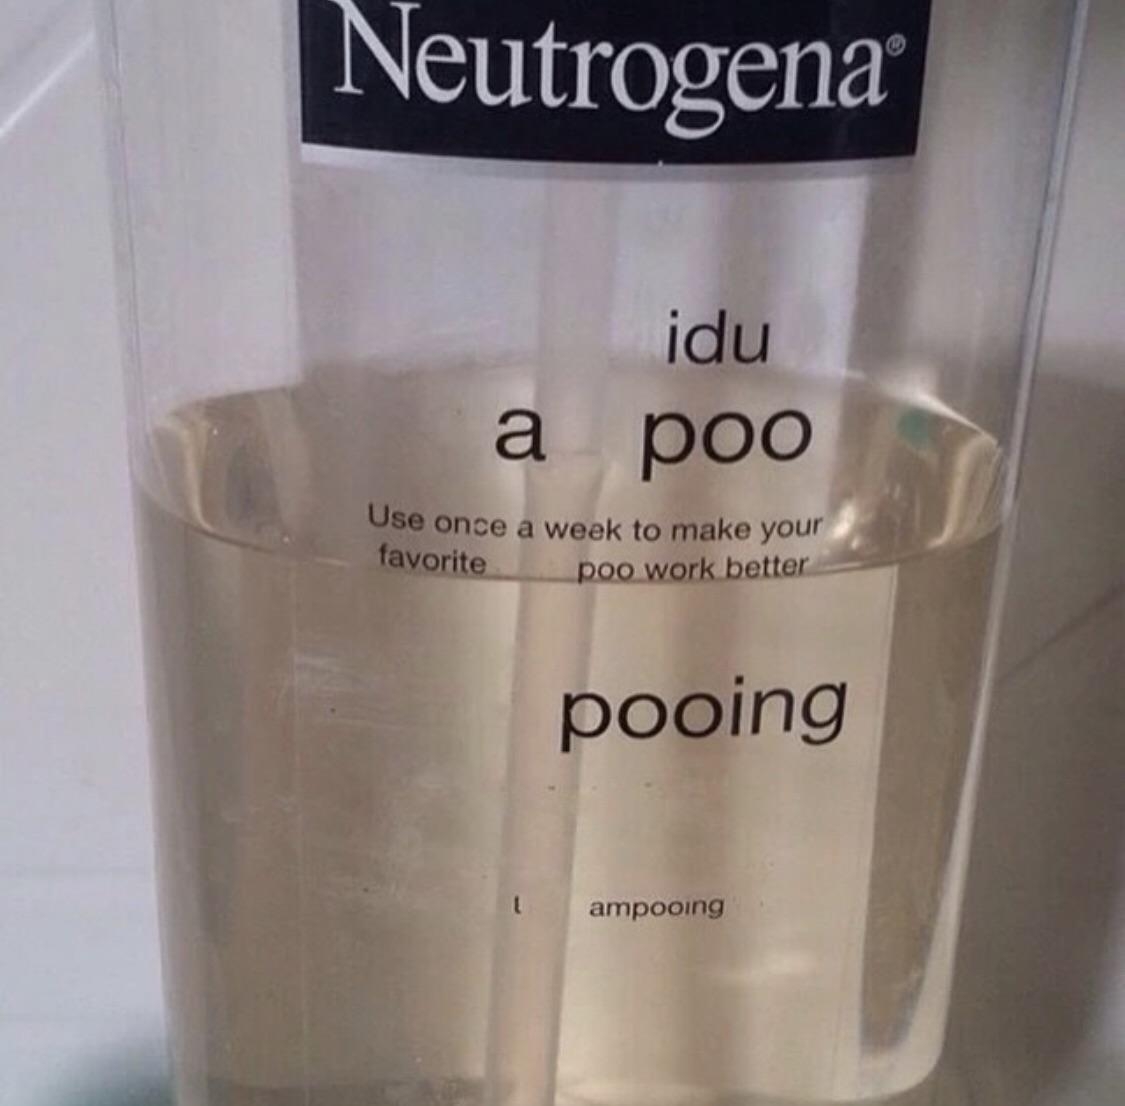 Neutrogena®
idu
a poo
Use once a week to make your
favorite poo work better
pooing
t ampooing